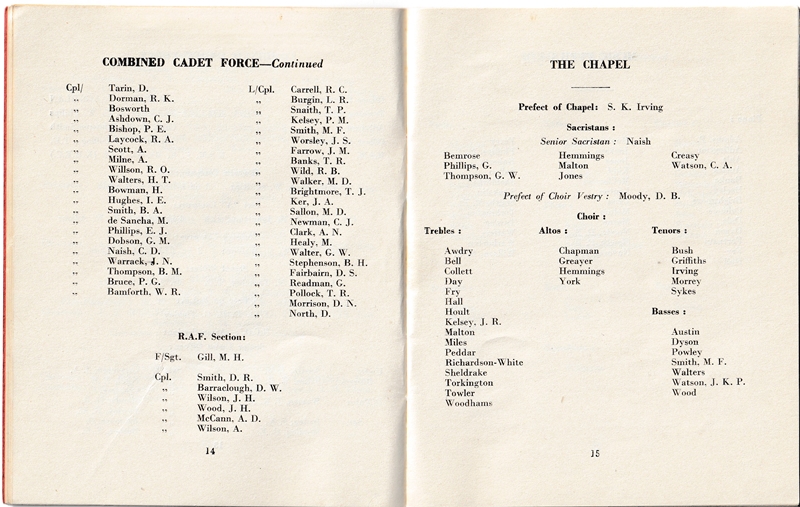 COMBINED CADET FORCE—Continued
Cpl/ Tarin, D.
„ Dorman, R. K.
„ Bosworth
„ Ashdown, C. J.
„ Bishop, P. E.
„ Laycock, R. A.
„ Scott, A.
„ Milne, A.
„ Willson, R. O.
„ Walters, H. T.
„ Bowman, H.
„ Hughes, I. E.
„ Smith, B. A.
„ de Sancha, M.
„ Phillips, E. J.
„ Dobson, G. M.
„ Naish, C. D.
„ Warrack, J. N.
„ Thompson, B. M.
„ Bruce, P. G.
„ Bamforth, W. R.
L/Cpl. Carrell, R. C.
„ Burgin, L. R.
„ Snaith, T. P.
„ Kelsey, P. M.
„ Smith, M. F.
„ Worsley, J. S.
„ Farrow, J. M.
„ Banks, T. R.
„ Wild, R. B.
„ Walker, M. D.
„ Brightmore, T. J.
„ Ker, J. A.
„ Sallon, M. D.
„ Newman, C. J.
„ Clark, A. N.
„ Healy, M.
„ Walter, G. W.
„ Stephenson, B. H.
„ Fairbairn, D. S.
„ Readman, G.
„ Pollock, T. R.
„ Morrison, D. N.
„ North, D.
R.A.F. Section:
F/Sgt. Gill, M. H.
Cpl. Smith, D. R.
„ Barraclough, D. W.
„ Wilson, J. H.
„ Wood, J. H.
„ McCann, A. D.
„ Wilson, A.
14
THE CHAPEL
Prefect of Chapel: S. K. Irving
Sacristans :
Senior Sacristan : Naish
Bemrose Hemmings Creasy
Phillips, G. Malton Watson, C. A.
Thompson, G. W. Jones
Prefect of Choir Vestry : Moody, D. B.
Choir :
Trebles :
Awdry
Bell
Collett
Day
Fry
Hall
Hoult
Kelsey, J. R.
Malton
Miles
Peddar
Richardson-White
Sheldrake
Torkington
Towler
Woodhams
Altos :
Chapman
Greayer
Hemmings
York
Tenors :
Bush
Griffiths
Irving
Morrey
Sykes
Basses :
Austin
Dyson
Powley
Smith, M. F.
Walters
Watson, J. K. P.
Wood
15